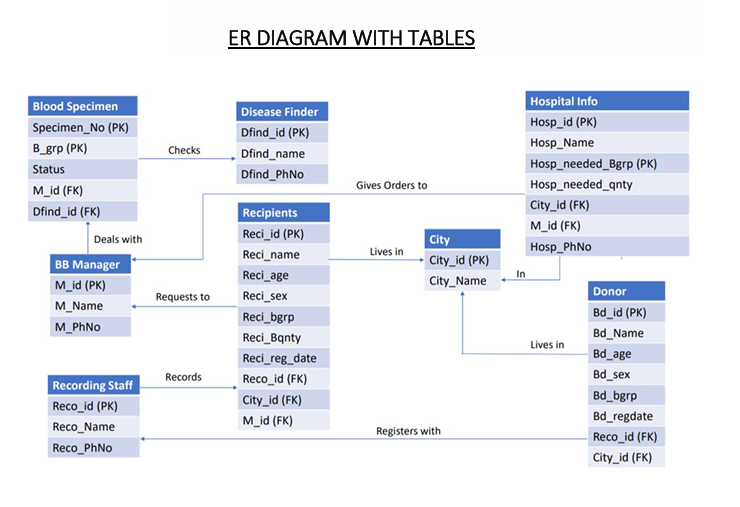 ER DIAGRAM WITH TABLES
Blood Specimen
Specimen_No (PK)
B_grp (PK)
Status
M_id (FK)
Dfind_id (FK)
Checks
Disease Finder
Dfind_id (PK)
Dfind_name
Dfind_PhNo
Hospital Info
Hosp_id (PK)
Hosp_Name
Hosp_needed_Bgrp (PK)
Hosp_needed_qnty
City_id (FK)
M_id (FK)
Hosp_PhNo
Gives Orders to
Deals with
BB Manager
M_id (PK)
M_Name
M_PhNo
Requests to
Recipients
Reci_id (PK)
Reci_name
Reci_age
Reci_sex
Reci_bgrp
Reci_Bqnty
Reci_reg_date
Reco_id (FK)
City_id (FK)
M_id (FK)
Lives in
City
City_id (PK)
City_Name
In
Donor
Bd_id (PK)
Bd_Name
Bd_age
Bd_sex
Bd_bgrp
Bd_regdate
Reco_id (FK)
City_id (FK)
Lives in
Recording Staff
Reco_id (PK)
Reco_Name
Reco_PhNo
Records
Registers with